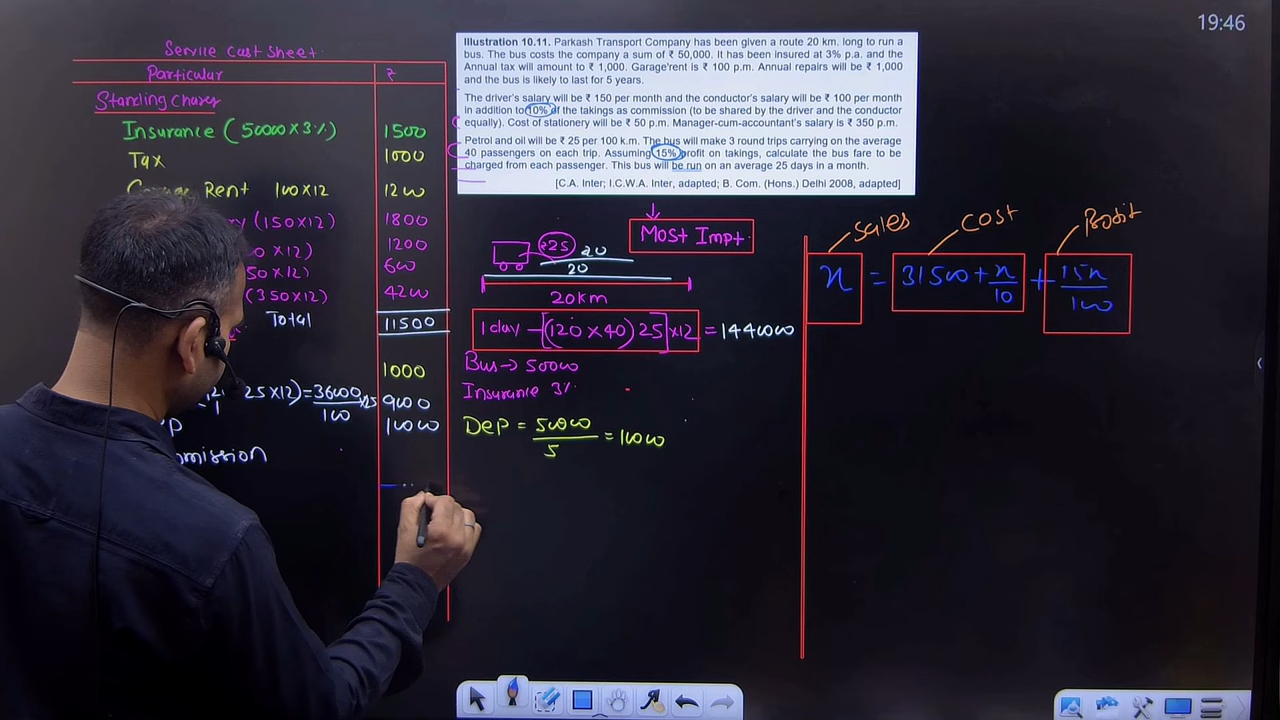 19:46
Service Cost Sheet
Particular ₹
Standing Charges
Insurance (50000×3%) 1500
Tax 1000
Rent 100×12 1200
(150×12) 1800
×12) 1200
50×12) 600
(350×12) 4200
Total 11500
1000
25×12)=36000/100 ×25 9000
10000
mmission
Illustration 10.11. Parkash Transport Company has been given a route 20 km. long to run a
bus. The bus costs the company a sum of ₹ 50,000. It has been insured at 3% p.a. and the
Annual tax will amount to ₹ 1,000. Garage'rent is ₹ 100 p.m. Annual repairs will be ₹ 1,000
and the bus is likely to last for 5 years.
The driver's salary will be ₹ 150 per month and the conductor's salary will be ₹ 100 per month
in addition to 10% of the takings as commission (to be shared by the driver and the conductor
equally). Cost of stationery will be ₹ 50 p.m. Manager-cum-accountant's salary is ₹ 350 p.m.
Petrol and oil will be ₹ 25 per 100 k.m. The bus will make 3 round trips carrying on the average
40 passengers on each trip. Assuming 15% profit on takings, calculate the bus fare to be
charged from each passenger. This bus will be run on an average 25 days in a month.
[C.A. Inter; I.C.W.A. Inter, adapted; B. Com. (Hons.) Delhi 2008, adapted]
Most Impt.
25 20
20
20km
1 day - [(120×40) 25]×12 = 1440000
Bus→50000
Insurance 3%
Dep = 50000/5 = 10000
Sales Cost Profit
x = 31500+x/10 + 15x/100